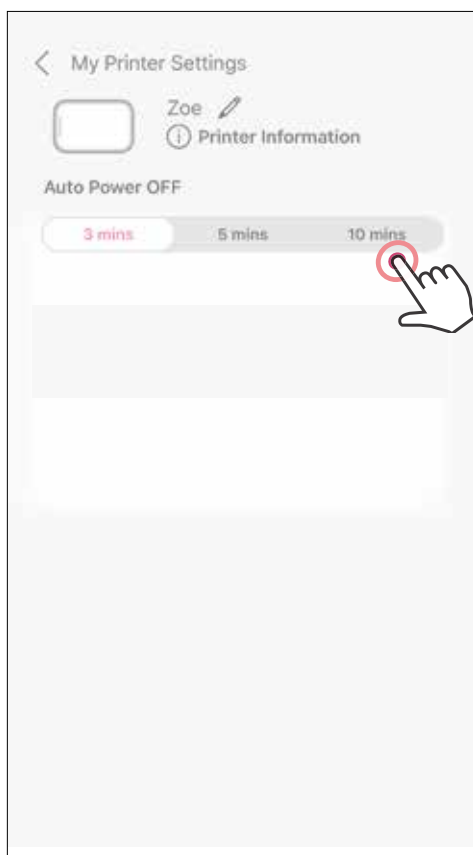 My Printer Settings
Zoe
Printer Information
Auto Power OFF
3 mins 5 mins 10 mins